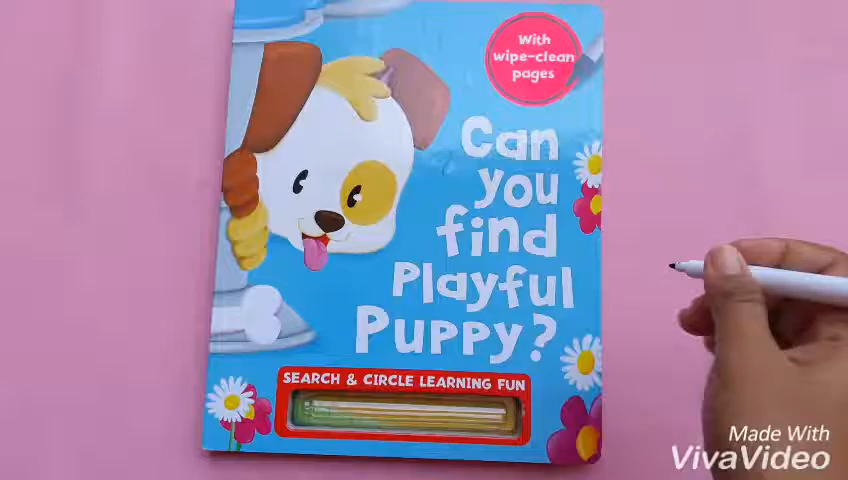 With
wipe-clean
pages
Can
you
find
Playful
Puppy?
SEARCH & CIRCLE LEARNING FUN
Made With
VivaVideo